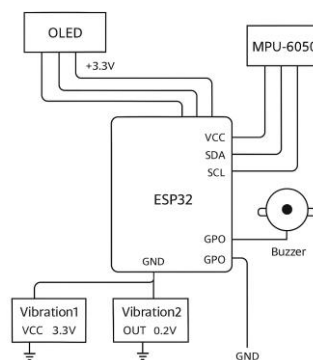 OLED
MPU-6050
+3.3V
VCC
SDA
ESP32
SCL
GPO
Buzzer
GND
GPO
Vibration1
VCC 3.3V
Vibration2
OUT 0.2V
GND